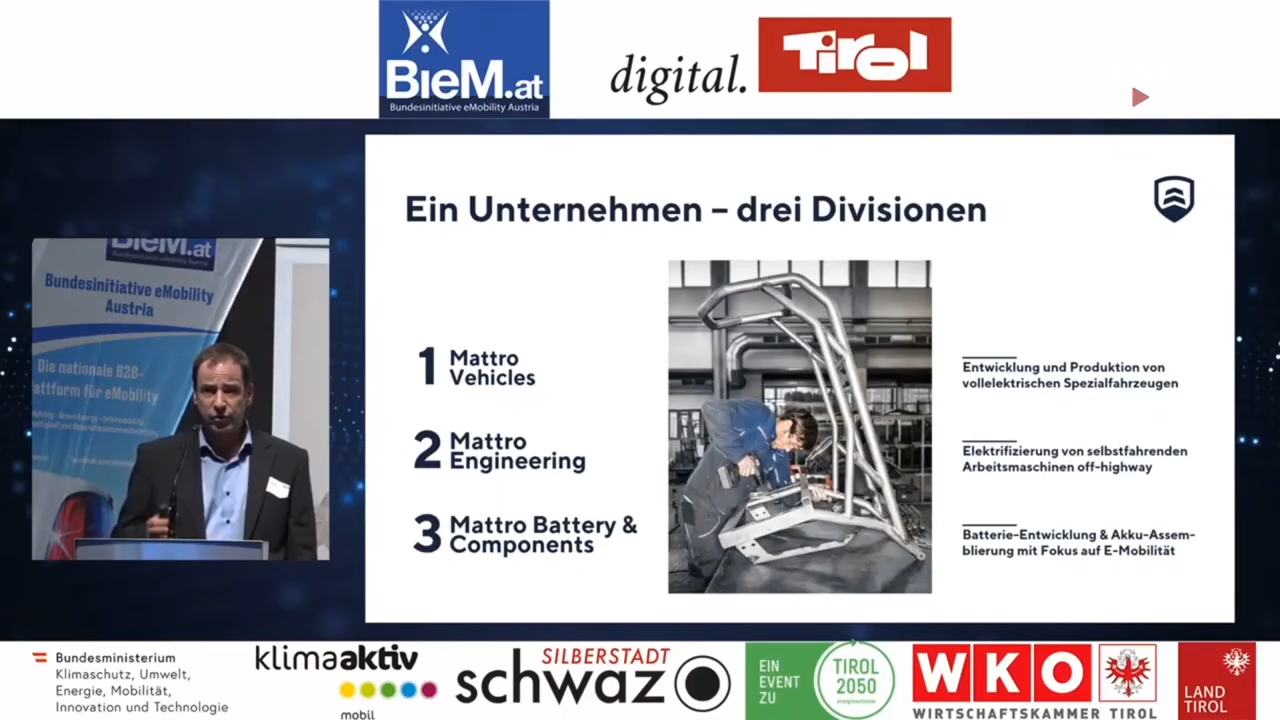 BieM.at
Bundesinitiative eMobility Austria
digital.
Tirol
Ein Unternehmen – drei Divisionen
BieM.at
Bundesinitiative eMobility
Austria
Die nationale B2B-
attform für eMobility
1 Mattro
Vehicles
Entwicklung und Produktion von
vollelektrischen Spezialfahrzeugen
2 Mattro
Engineering
Elektrifizierung von selbstfahrenden
Arbeitsmaschinen off-highway
3 Mattro Battery &
Components
Batterie-Entwicklung & Akku-Assem-
blierung mit Fokus auf E-Mobilität
Bundesministerium
Klimaschutz, Umwelt,
Energie, Mobilität,
Innovation und Technologie
klimaaktiv
mobil
SILBERSTADT
schwaz
EIN
EVENT
ZU
TIROL
2050
energieautonom
WKO
WIRTSCHAFTSKAMMER TIROL
LAND
TIROL